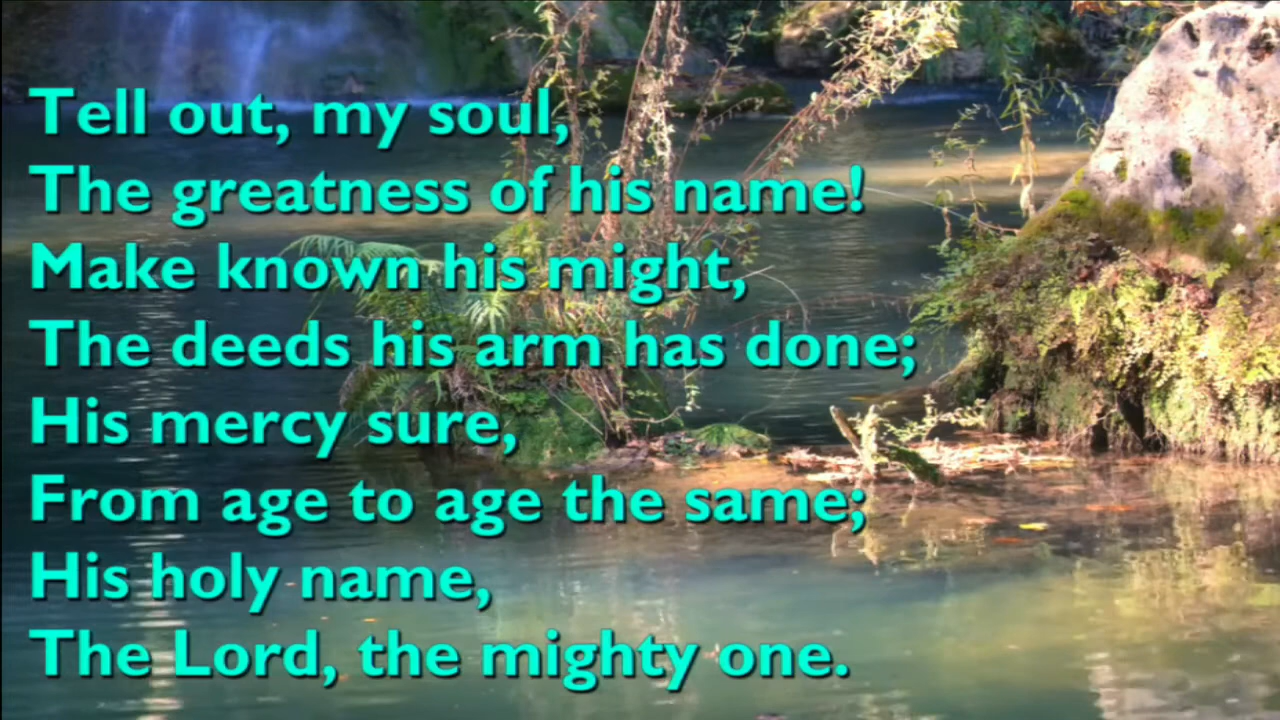 Tell out, my soul,
The greatness of his name!
Make known his might,
The deeds his arm has done;
His mercy sure,
From age to age the same;
His holy name,
The Lord, the mighty one.